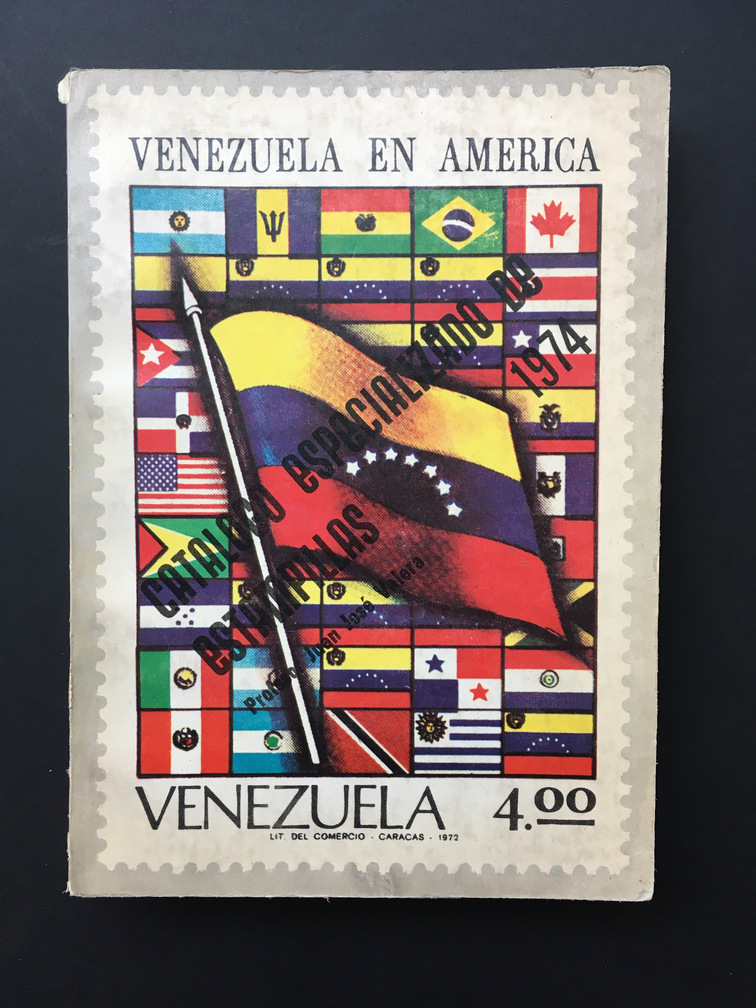 VENEZUELA EN AMERICA
CATALOGO ESPECIALIZADO DE
ESTAMPILLAS 1974
Profesor Juan José Valera
VENEZUELA 4.00
LIT. DEL COMERCIO - CARACAS - 1972